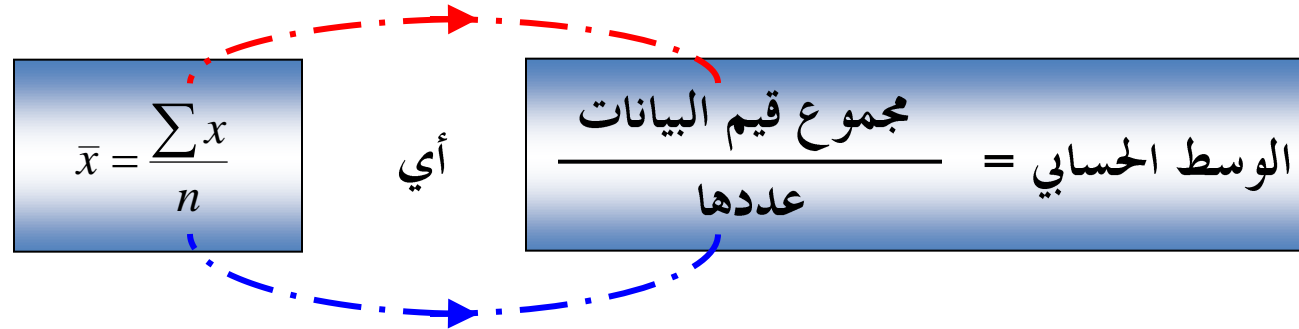 الوسط الحسابي = مجموع قيم البيانات / عددها
أي
x̄ = ∑x / n